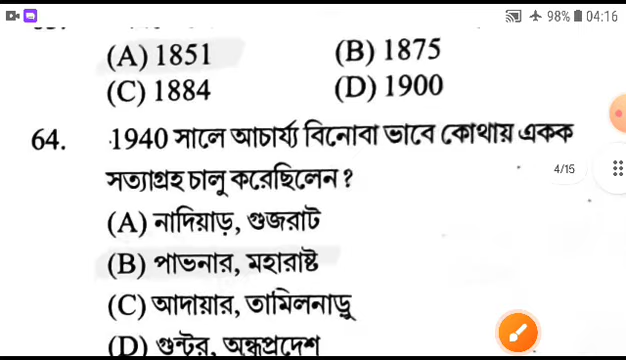 98% 04:16
(A) 1851 (B) 1875
(C) 1884 (D) 1900
64. 1940 সালে আচার্য্য বিনোবা ভাবে কোথায় একক
সত্যাগ্রহ চালু করেছিলেন ?
4/15
(A) নাদিয়াড়, গুজরাট
(B) পাভনার, মহারাষ্ট
(C) আদায়ার, তামিলনাড়ু
(D) গুন্টুর, অন্ধ্রপ্রদেশ